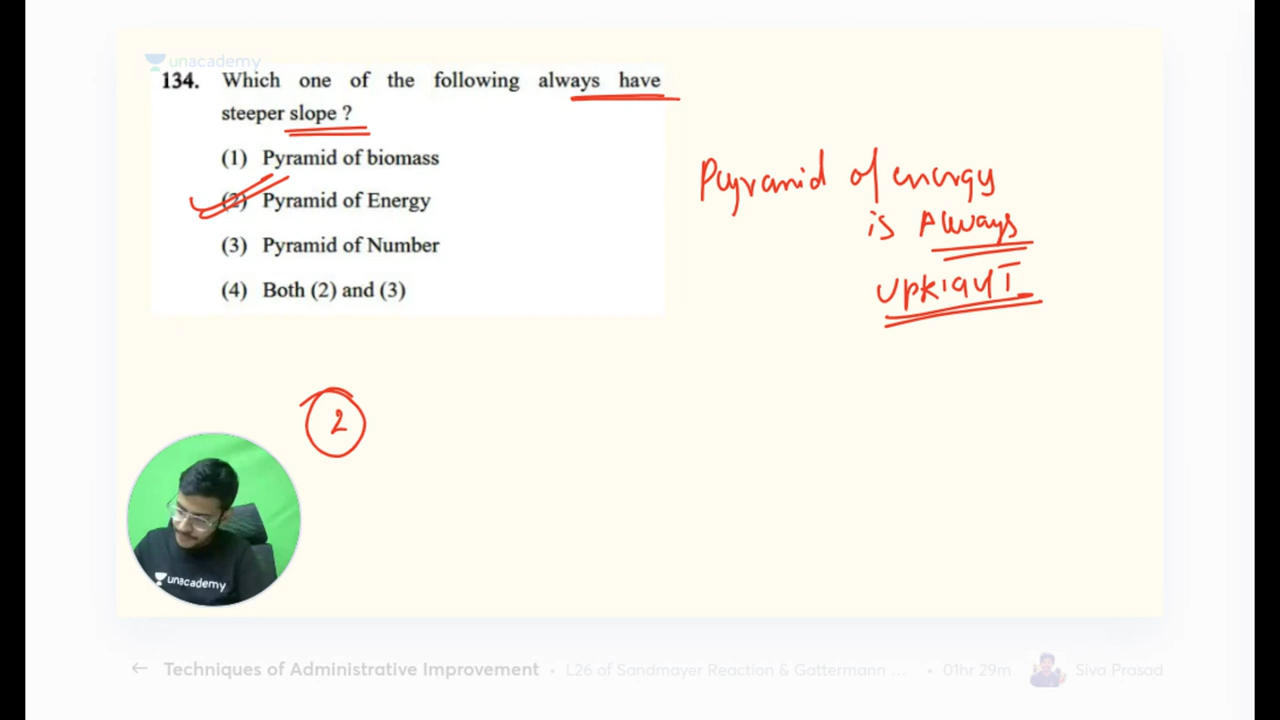 unacademy
134. Which one of the following always have
steeper slope ?
(1) Pyramid of biomass
(2) Pyramid of Energy
(3) Pyramid of Number
(4) Both (2) and (3)
Pyramid of energy
is Always
UPRIGHT
2
unacademy
← Techniques of Administrative Improvement • L26 of Sandmayer Reaction & Gattermann ... • 01hr 29m Siva Prasad